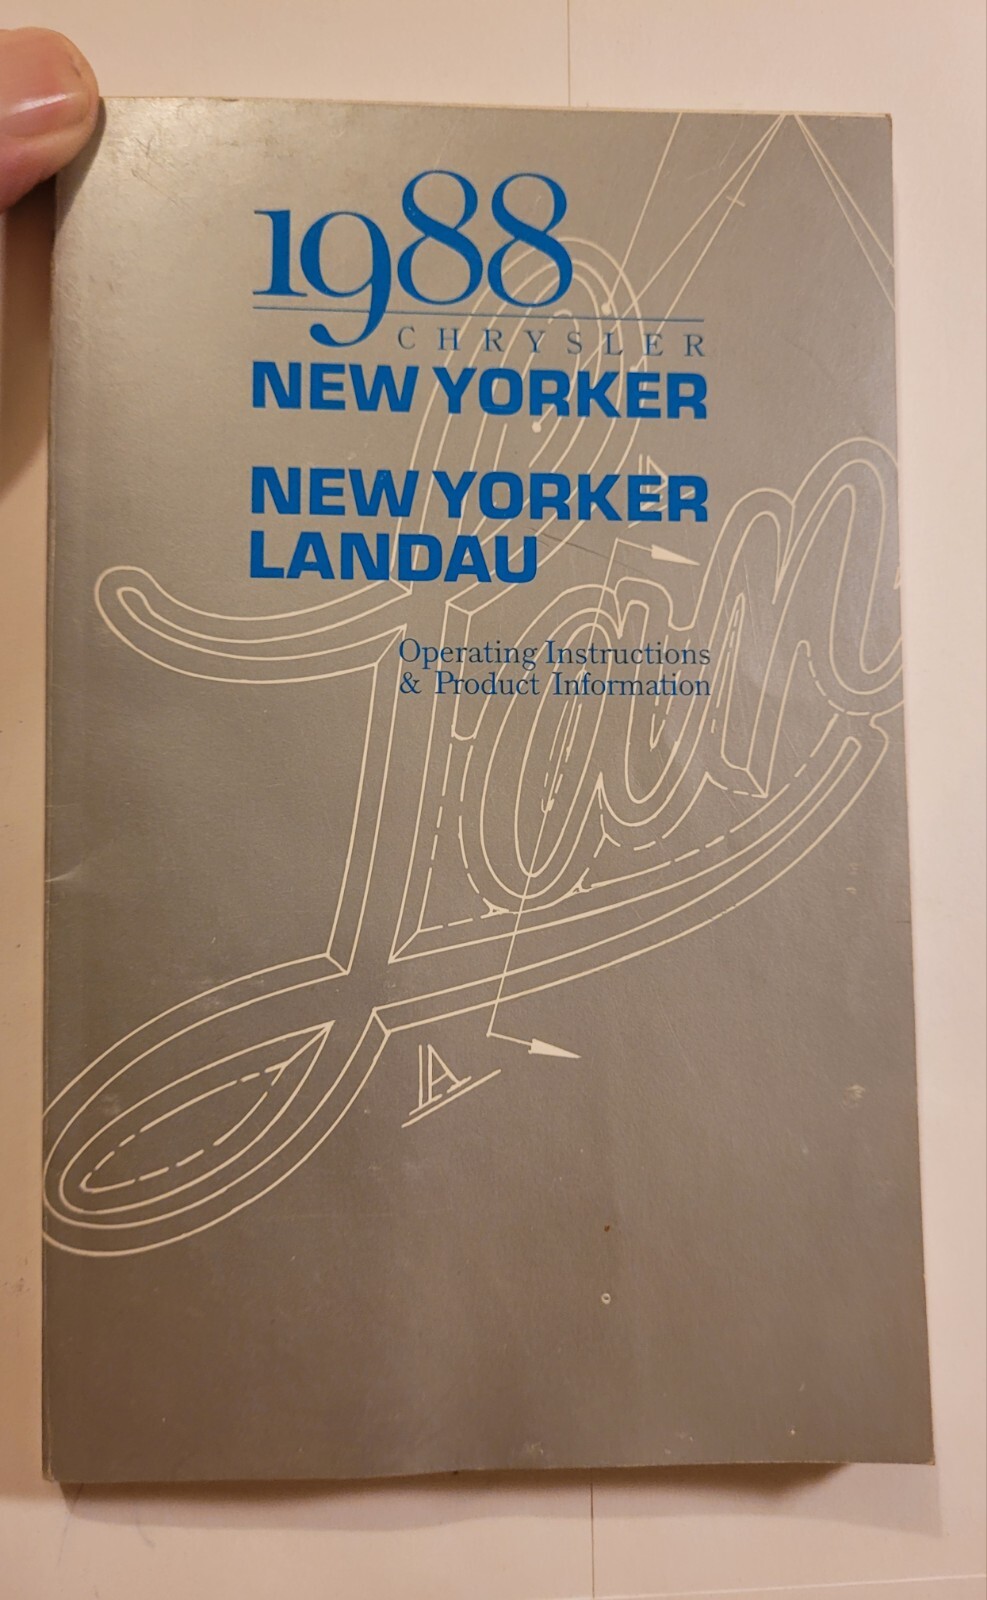 1988
CHRYSLER
NEW YORKER
NEW YORKER
LANDAU
Operating Instructions
& Product Information
A